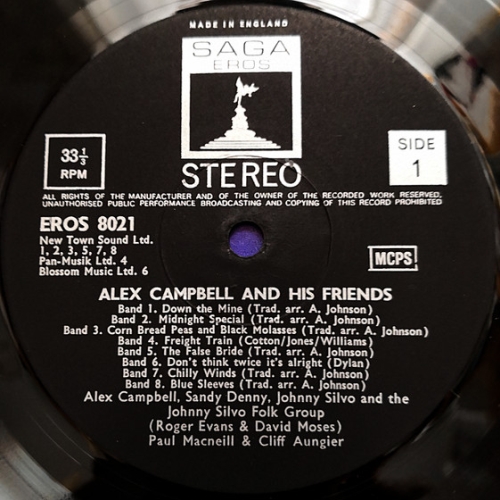 MADE IN ENGLAND
SAGA
EROS
33⅓
RPM
SIDE
1
STEREO
ALL RIGHTS OF THE MANUFACTURER AND OF THE OWNER OF THE RECORDED WORK RESERVED.
UNAUTHORISED PUBLIC PERFORMANCE BROADCASTING AND COPYING OF THIS RECORD PROHIBITED
EROS 8021
New Town Sound Ltd.
1, 2, 3, 5, 7, 8
Pan-Musik Ltd. 4
Blossom Music Ltd. 6
MCPS
ALEX CAMPBELL AND HIS FRIENDS
Band 1. Down the Mine (Trad. arr. A. Johnson)
Band 2. Midnight Special (Trad. arr. A. Johnson)
Band 3. Corn Bread Peas and Black Molasses (Trad. arr. A. Johnson)
Band 4. Freight Train (Cotton/Jones/Williams)
Band 5. The False Bride (Trad. arr. A. Johnson)
Band 6. Don't think twice it's alright (Dylan)
Band 7. Chilly Winds (Trad. arr. A. Johnson)
Band 8. Blue Sleeves (Trad. arr. A. Johnson)
Alex Campbell, Sandy Denny, Johnny Silvo and the
Johnny Silvo Folk Group
(Roger Evans & David Moses)
Paul Macneill & Cliff Aungier